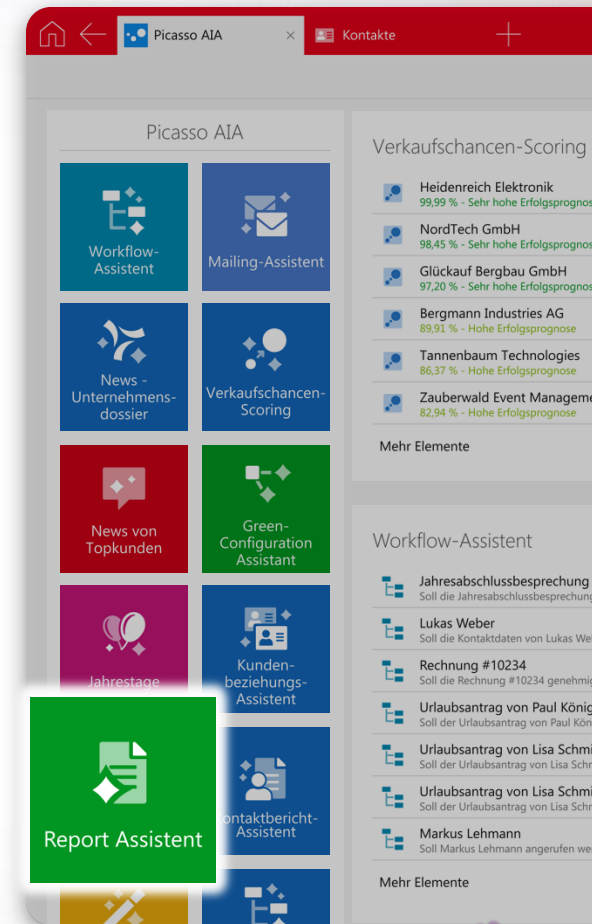 Picasso AIA
Kontakte
Picasso AIA
Workflow-
Assistent
Mailing-Assistent
News -
Unternehmens-
dossier
Verkaufschancen-
Scoring
News von
Topkunden
Green-
Configuration
Assistant
Jahrestage
Kunden-
beziehungs-
Assistent
Report Assistent
ontaktbericht-
Assistent
Verkaufschancen-Scoring
Heidenreich Elektronik
99,99 % - Sehr hohe Erfolgsprognos
NordTech GmbH
98,45 % - Sehr hohe Erfolgsprognos
Glückauf Bergbau GmbH
97,20 % - Sehr hohe Erfolgsprognos
Bergmann Industries AG
89,91 % - Hohe Erfolgsprognose
Tannenbaum Technologies
86,37 % - Hohe Erfolgsprognose
Zauberwald Event Manageme
82,94 % - Hohe Erfolgsprognose
Mehr Elemente
Workflow-Assistent
Jahresabschlussbesprechung
Soll die Jahresabschlussbesprechung
Lukas Weber
Soll die Kontaktdaten von Lukas We
Rechnung #10234
Soll die Rechnung #10234 genehmig
Urlaubsantrag von Paul König
Soll der Urlaubsantrag von Paul Kön
Urlaubsantrag von Lisa Schmi
Soll der Urlaubsantrag von Lisa Schm
Urlaubsantrag von Lisa Schmi
Soll der Urlaubsantrag von Lisa Schm
Markus Lehmann
Soll Markus Lehmann angerufen we
Mehr Elemente